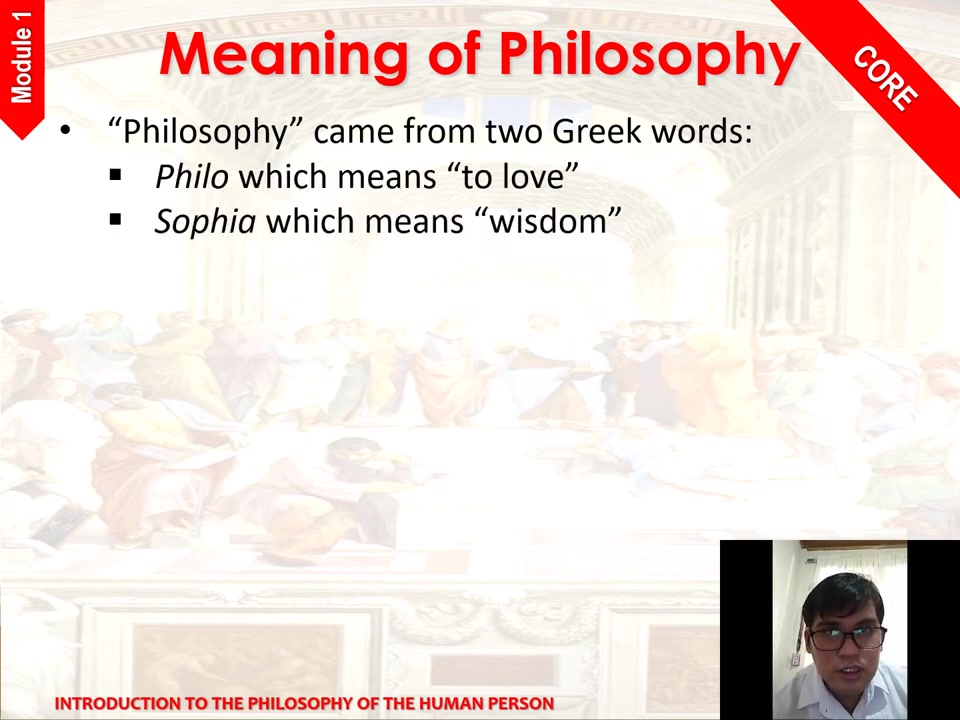 Module 1
Meaning of Philosophy
CORE
• “Philosophy” came from two Greek words:
▪ Philo which means “to love”
▪ Sophia which means “wisdom”
INTRODUCTION TO THE PHILOSOPHY OF THE HUMAN PERSON